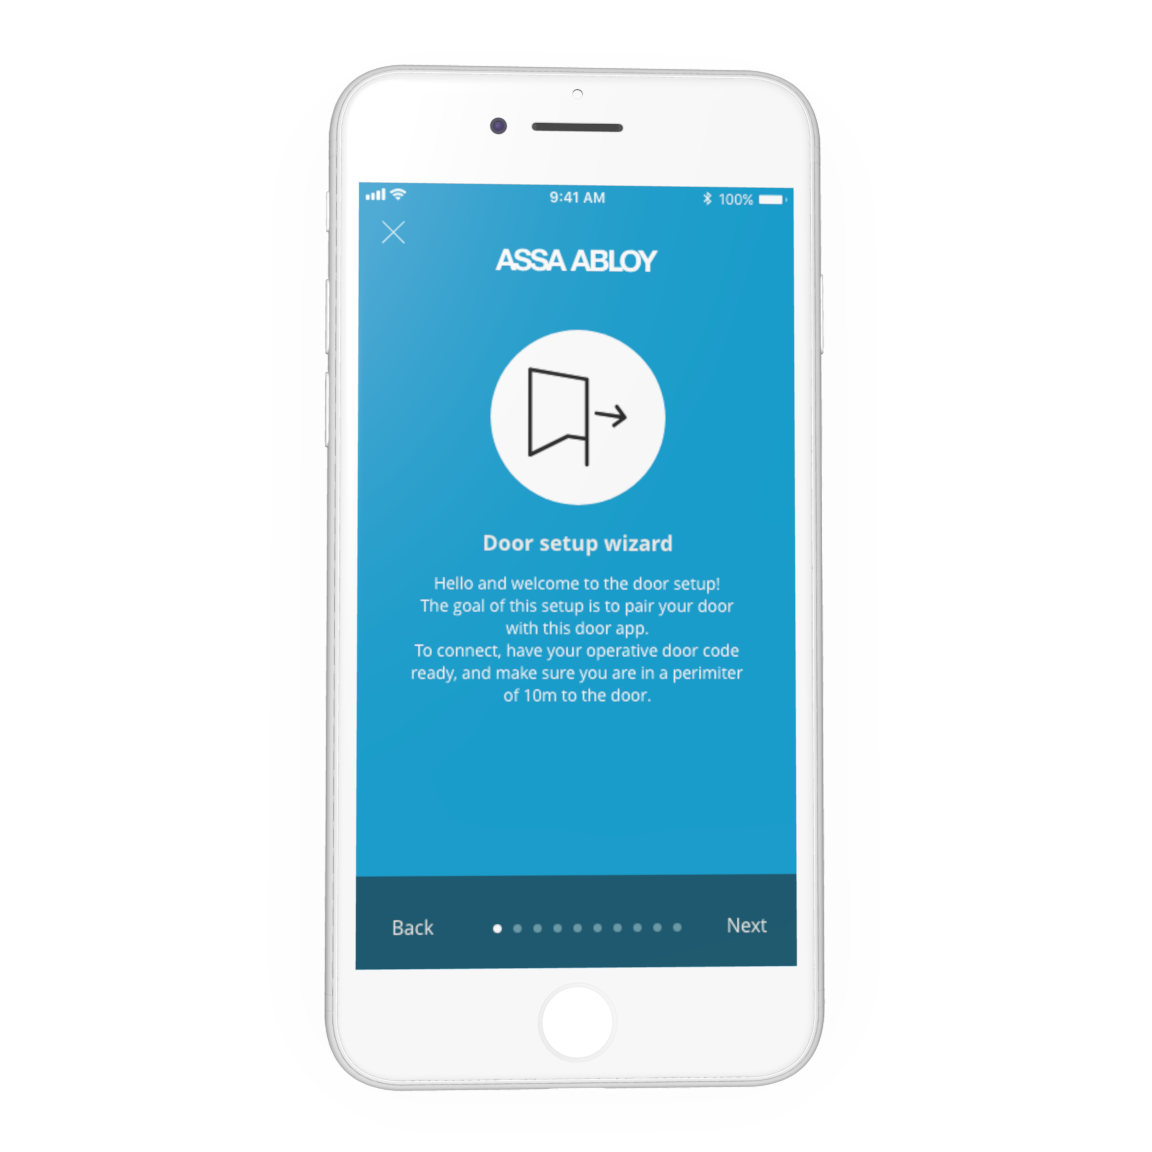 9:41 AM
100%
ASSA ABLOY
Door setup wizard
Hello and welcome to the door setup!
The goal of this setup is to pair your door
with this door app.
To connect, have your operative door code
ready, and make sure you are in a perimiter
of 10m to the door.
Back
Next